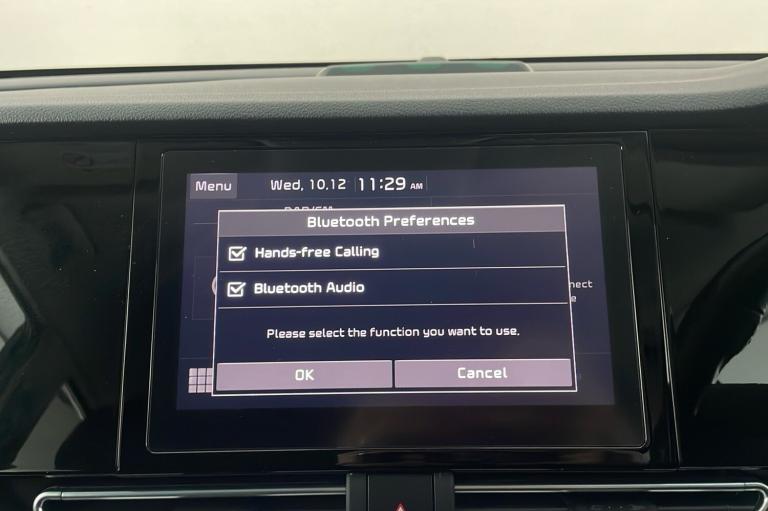 Menu Wed, 10.12 11:29 AM
Bluetooth Preferences
Hands-free Calling
Bluetooth Audio
Please select the function you want to use.
OK Cancel